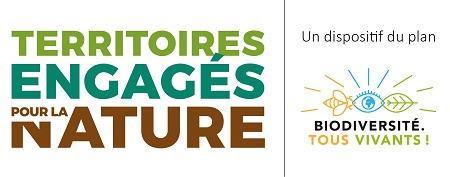 TERRITOIRES
ENGAGÉS
POUR LA
NATURE
Un dispositif du plan
BIODIVERSITÉ.
TOUS VIVANTS !